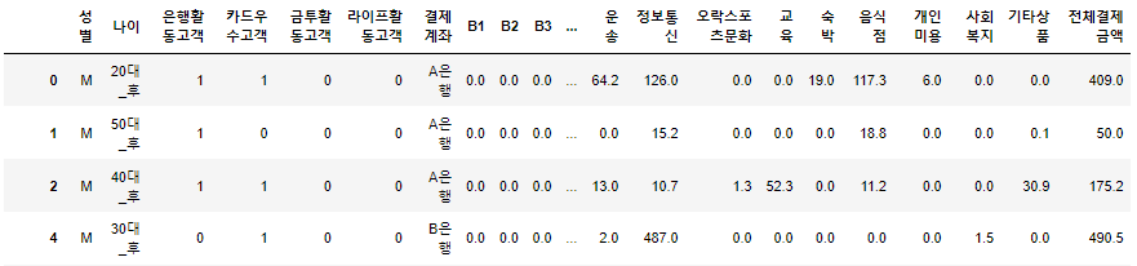 성별 나이 은행활동고객 카드우수고객 금투활동고객 라이프활동고객 결제계좌 B1 B2 B3 ... 운송 정보통신 오락스포츠문화 교육 숙박 음식점 개인미용 사회복지 기타상품 전체결제금액
0 M 20대_후 1 1 0 0 A은행 0.0 0.0 0.0 ... 64.2 126.0 0.0 0.0 19.0 117.3 6.0 0.0 0.0 409.0
1 M 50대_후 1 0 0 0 A은행 0.0 0.0 0.0 ... 0.0 15.2 0.0 0.0 0.0 18.8 0.0 0.0 0.1 50.0
2 M 40대_후 1 1 0 0 A은행 0.0 0.0 0.0 ... 13.0 10.7 1.3 52.3 0.0 11.2 0.0 0.0 30.9 175.2
4 M 30대_후 0 1 0 0 B은행 0.0 0.0 0.0 ... 2.0 487.0 0.0 0.0 0.0 0.0 0.0 1.5 0.0 490.5